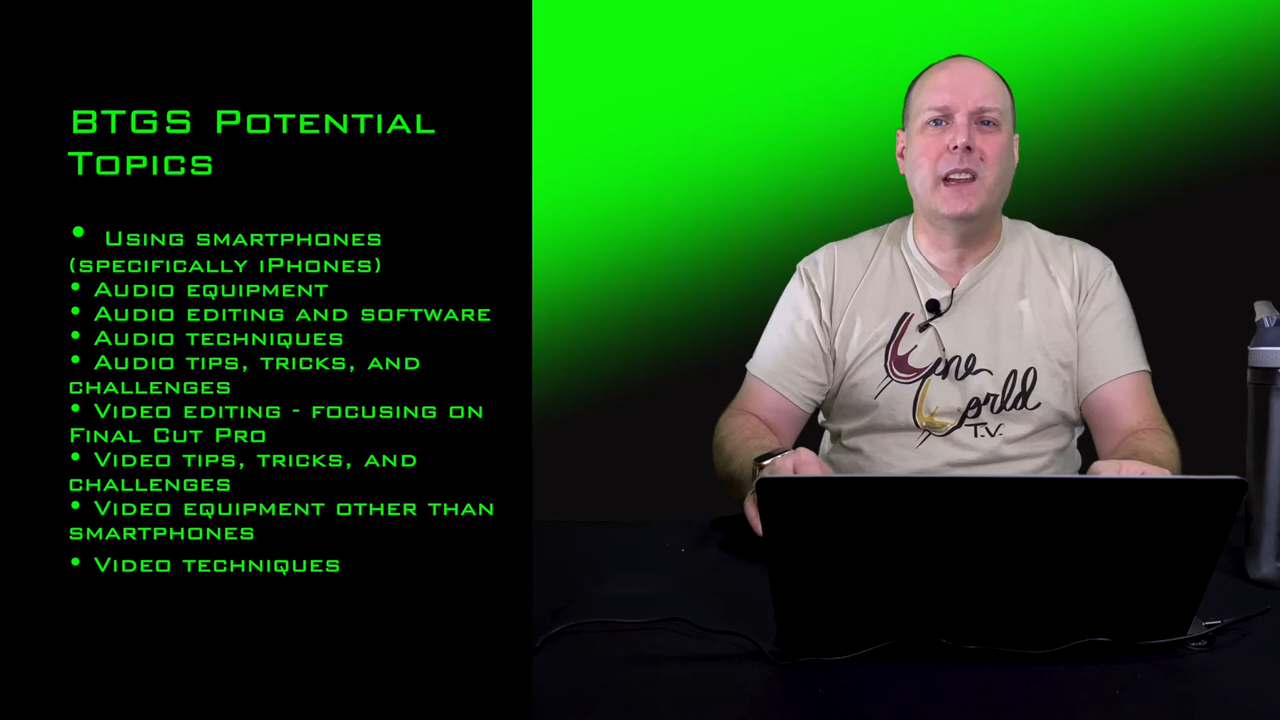 BTGS Potential
Topics
• Using smartphones
(specifically iPhones)
• Audio equipment
• Audio editing and software
• Audio techniques
• Audio tips, tricks, and
challenges
• Video editing - focusing on
Final Cut Pro
• Video tips, tricks, and
challenges
• Video equipment other than
smartphones
• Video techniques
Wine
World
T.V.